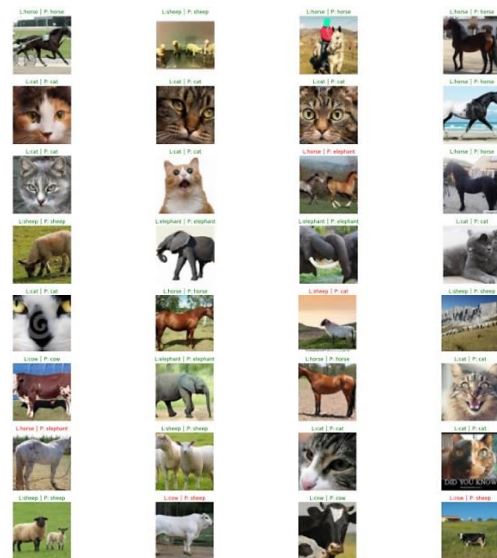 L:horse | P: horse
L:sheep | P: sheep
L:horse | P: horse
L:horse | P: horse
L:cat | P: cat
L:cat | P: cat
L:cat | P: cat
L:horse | P: horse
L:cat | P: cat
L:cat | P: cat
L:horse | P: elephant
L:horse | P: horse
L:sheep | P: sheep
L:elephant | P: elephant
L:elephant | P: elephant
L:cat | P: cat
L:cat | P: cat
L:horse | P: horse
L:sheep | P: cat
L:sheep | P: sheep
L:cow | P: cow
L:elephant | P: elephant
L:horse | P: horse
L:cat | P: cat
L:horse | P: elephant
L:sheep | P: sheep
L:cat | P: cat
L:cat | P: cat
DID YOU KNOW
L:sheep | P: sheep
L:cow | P: sheep
L:cow | P: cow
L:cow | P: sheep